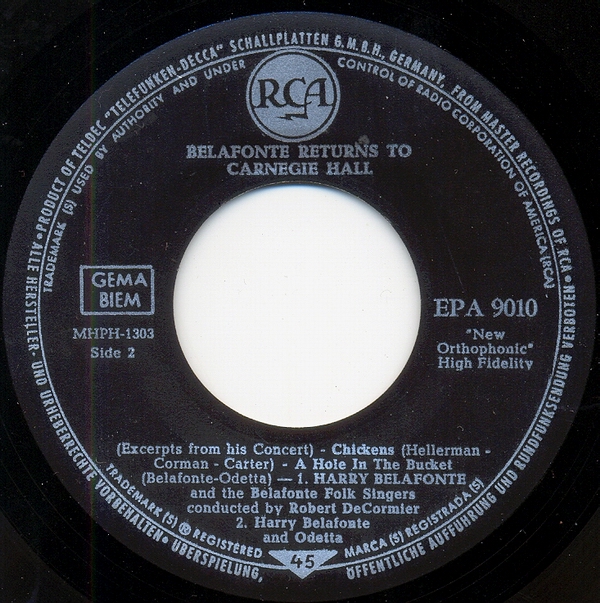 • PRODUCT OF TELDEC "TELEFUNKEN-DECCA" SCHALLPLATTEN G.M.B.H., GERMANY, FROM MASTER RECORDINGS OF RCA •
TRADEMARK (S) USED BY AUTHORITY AND UNDER CONTROL OF RADIO CORPORATION OF AMERICA (RCA)
RCA
BELAFONTE RETURNS TO
CARNEGIE HALL
GEMA
BIEM
MHPH-1303
Side 2
EPA 9010
"New
Orthophonic"
High Fidelity
(Excerpts from his Concert) - Chickens (Hellerman -
Corman - Carter) - A Hole In The Bucket
(Belafonte-Odetta) — 1. HARRY BELAFONTE
and the Belafonte Folk Singers
conducted by Robert DeCormier
2. Harry Belafonte
and Odetta
TRADEMARK (S) ® REGISTERED
MARCA (S) REGISTRADA (S)
45
ALLE HERSTELLER- UND URHEBERRECHTE VORBEHALTEN • ÜBERSPIELUNG, ÖFFENTLICHE AUFFÜHRUNG UND RUNDFUNKSENDUNG VERBOTEN